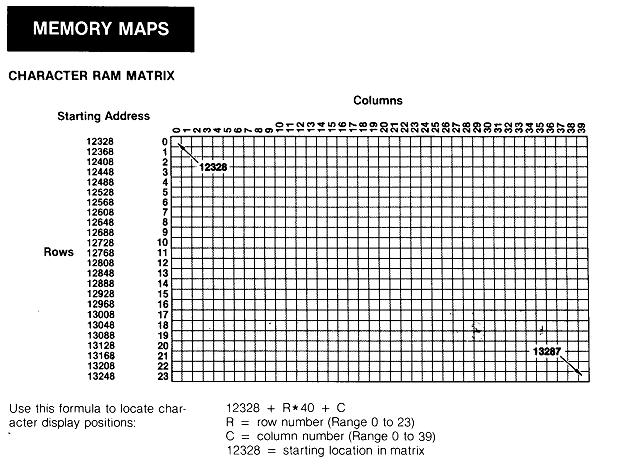 MEMORY MAPS
CHARACTER RAM MATRIX
Columns
Starting Address
0 1 2 3 4 5 6 7 8 9 10 11 12 13 14 15 16 17 18 19 20 21 22 23 24 25 26 27 28 29 30 31 32 33 34 35 36 37 38 39
12328 0
12368 1
12408 2
12328
12448 3
12488 4
12528 5
12568 6
12608 7
12648 8
12688 9
12728 10
Rows 12768 11
12808 12
12848 13
12888 14
12928 15
12968 16
13008 17
13048 18
13088 19
13128 20
13168 21
13287
13208 22
13248 23
Use this formula to locate char-
acter display positions:
12328 + R*40 + C
R = row number (Range 0 to 23)
C = column number (Range 0 to 39)
12328 = starting location in matrix